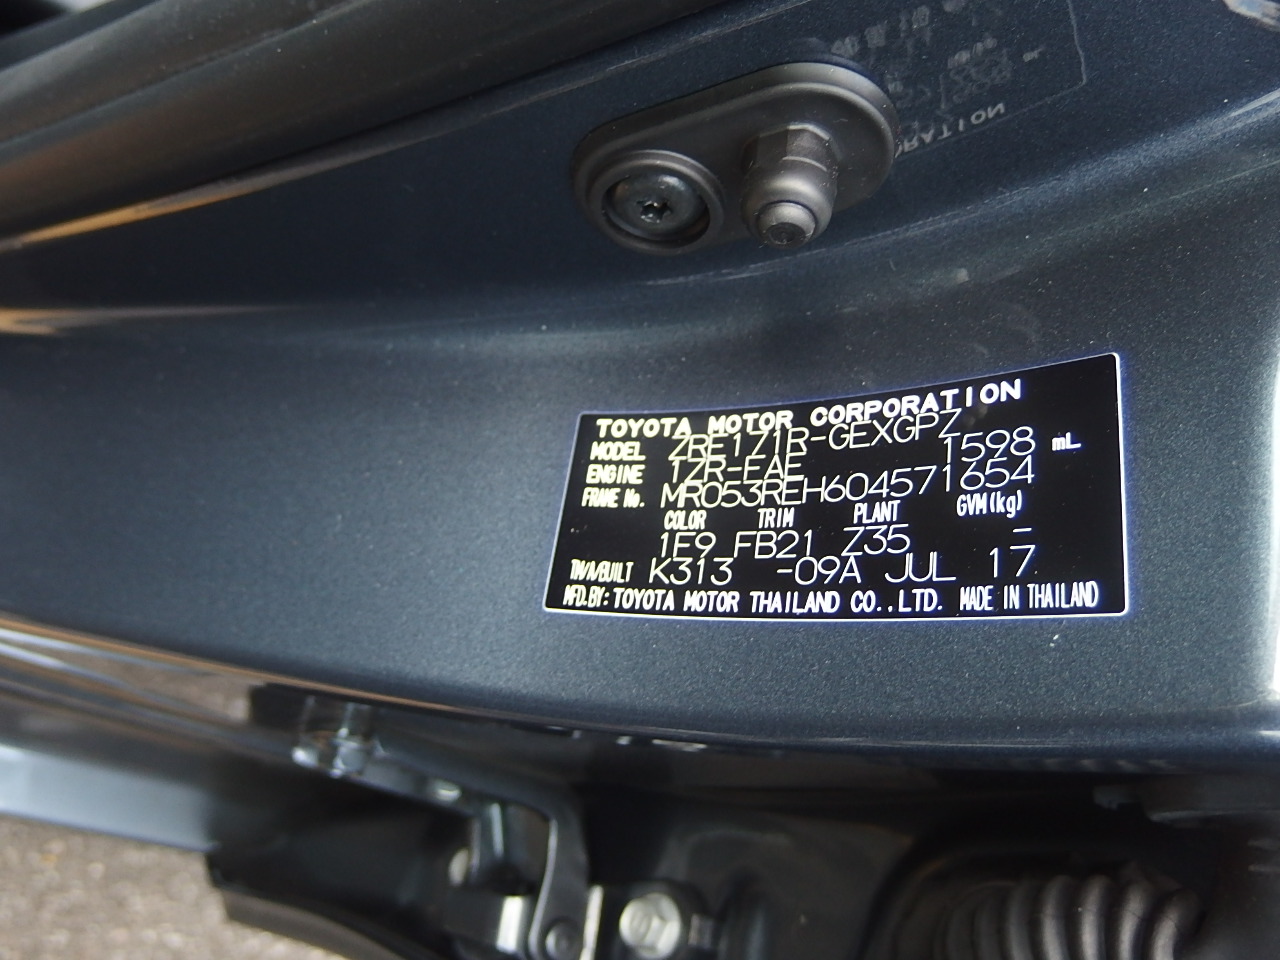 TOYOTA MOTOR CORPORATION
MODEL ZRE171R-GEXGPZ
ENGINE 1ZR-FAE 1598 mL
FRAME No. MR053REH604571654
COLOR TRIM PLANT GVM(kg)
1F9 FB21 Z35 -
T/M/A/BUILT K313 -09A JUL 17
MFD.BY: TOYOTA MOTOR THAILAND CO.,LTD. MADE IN THAILAND